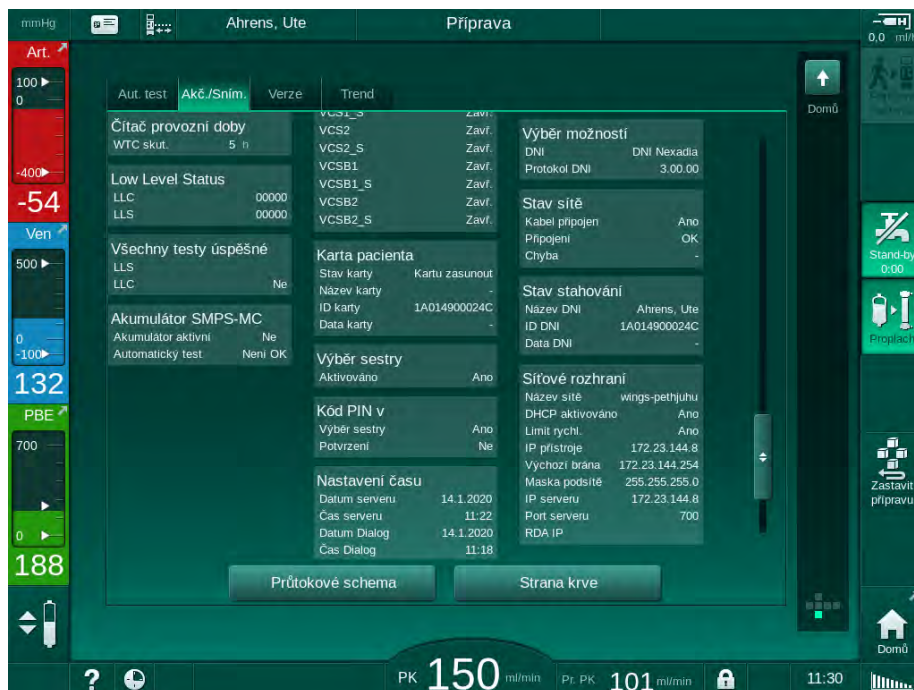 mmHg
Ahrens, Ute
Příprava
0,0 ml/h
Art.
100
0
-400
-54
Ven
500
0
-100
132
PBE
700
0
188
Aut. test
Akč./Sním.
Verze
Trend
Domů
Čítač provozní doby
WTC skut. 5 h
Low Level Status
LLC 00000
LLS 00000
Všechny testy úspěšné
LLS
LLC Ne
Akumulátor SMPS-MC
Akumulátor aktivní Ne
Automatický test Není OK
VCS1_S Zavř.
VCS2 Zavř.
VCS2_S Zavř.
VCSB1 Zavř.
VCSB1_S Zavř.
VCSB2 Zavř.
VCSB2_S Zavř.
Karta pacienta
Stav karty Kartu zasunout
Název karty -
ID karty 1A014900024C
Data karty -
Výběr sestry
Aktivováno Ano
Kód PIN v
Výběr sestry Ano
Potvrzení Ne
Nastavení času
Datum serveru 14.1.2020
Čas serveru 11:22
Datum Dialog 14.1.2020
Čas Dialog 11:18
Výběr možností
DNI DNI Nexadia
Protokol DNI 3.00.00
Stav sítě
Kabel připojen Ano
Připojení OK
Chyba -
Stav stahování
Název DNI Ahrens, Ute
ID DNI 1A014900024C
Data DNI -
Síťové rozhraní
Název sítě wings-pethjuhu
DHCP aktivováno Ano
Limit rychl. Ano
IP přístroje 172.23.144.8
Výchozí brána 172.23.144.254
Maska podsítě 255.255.255.0
IP serveru 172.23.144.8
Port serveru 700
RDA IP
Průtokové schema
Strana krve
Stand-by
0:00
Proplach
Zastavit
přípravu
Domů
?
PK 150 ml/min
Pr. PK 101 ml/min
11:30